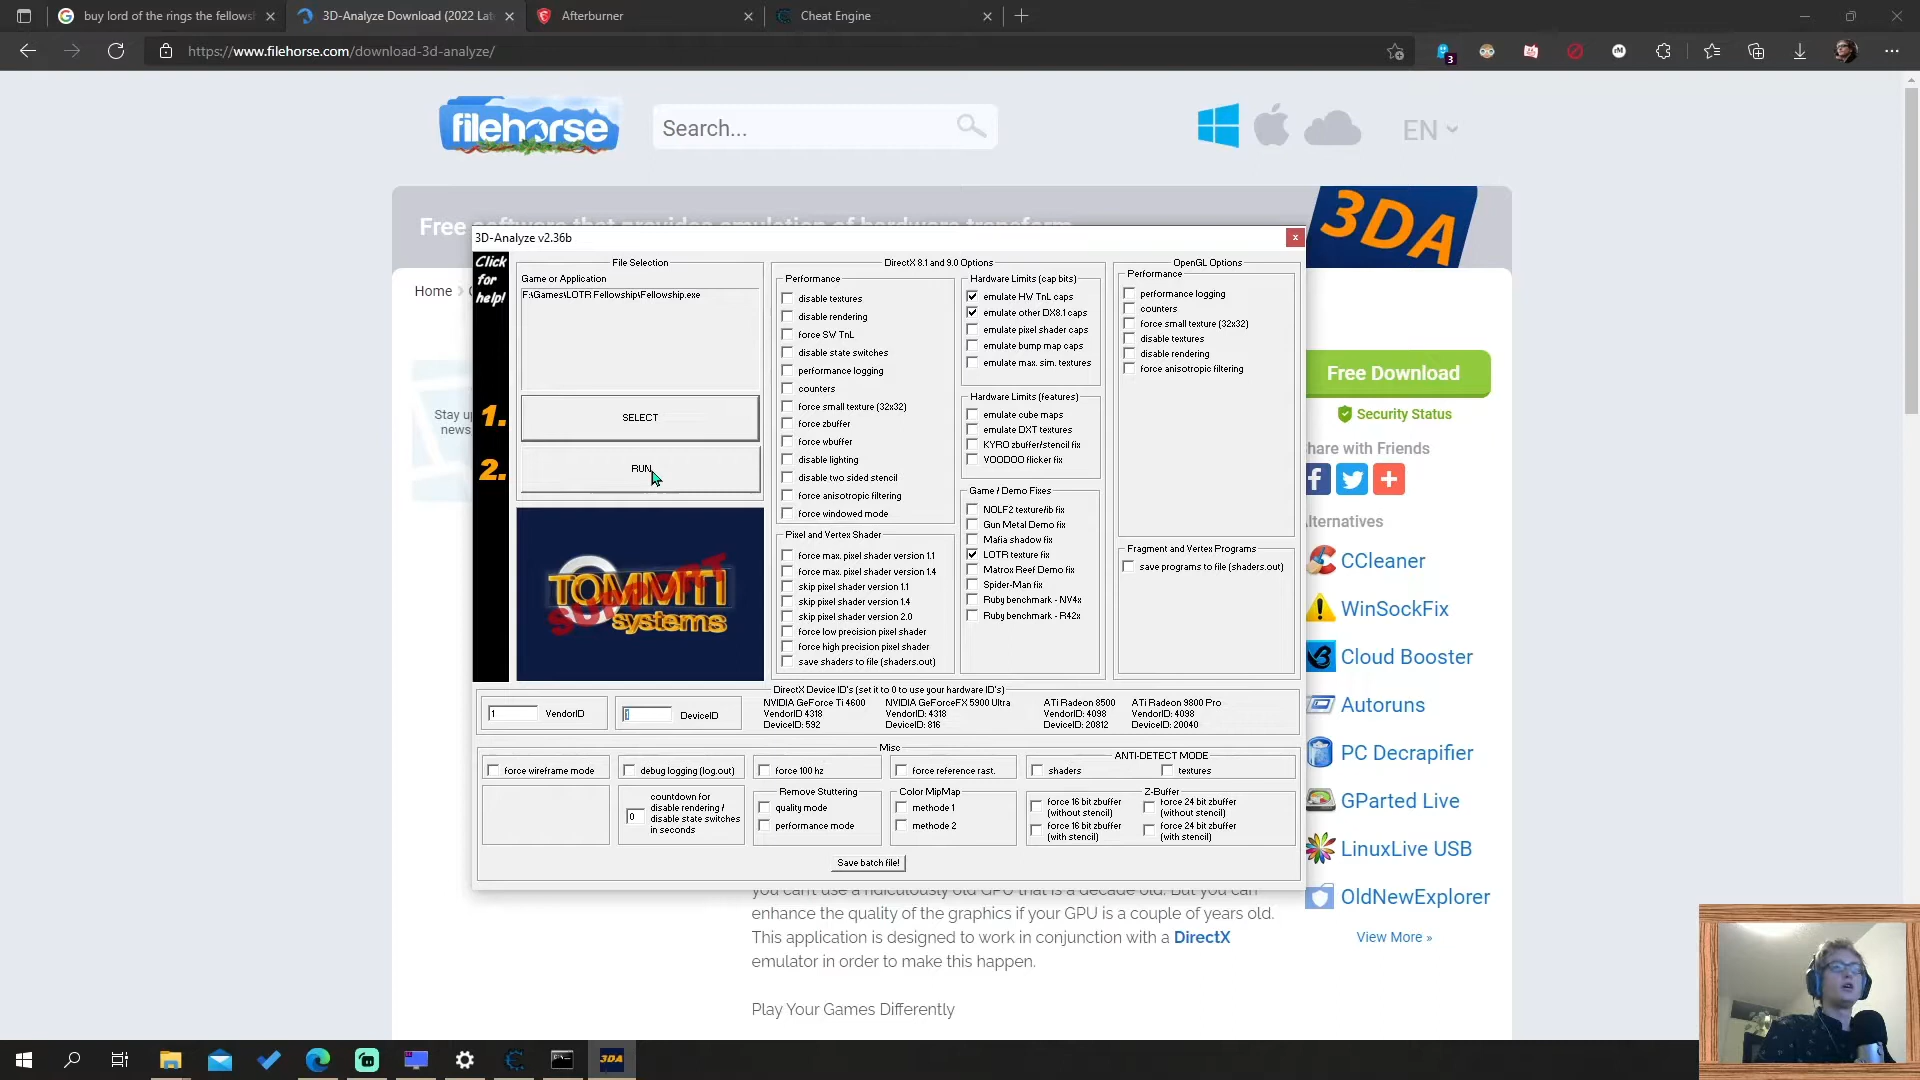 buy lord of the rings the fellows
3D-Analyze Download (2022 Lat
Afterburner
Cheat Engine
https://www.filehorse.com/download-3d-analyze/
3
filehorse
Search...
EN
3DA
Home
Stay u
news
Free Download
Security Status
hare with Friends
lternatives
CCleaner
WinSockFix
Cloud Booster
Autoruns
PC Decrapifier
GParted Live
LinuxLive USB
OldNewExplorer
View More »
3D-Analyze v2.36b
Click
for
help!
1.
2.
File Selection
Game or Application
F:\Games\LOTR Fellowship\Fellowship.exe
SELECT
RUN
TOMMTI
systems
SUPPORT
DirectX 8.1 and 9.0 Options
Performance
disable textures
disable rendering
force SW TnL
disable state switches
performance logging
counters
force small texture (32x32)
force zbuffer
force wbuffer
disable lighting
disable two sided stencil
force anisotropic filtering
force windowed mode
Pixel and Vertex Shader
force max. pixel shader version 1.1
force max. pixel shader version 1.4
skip pixel shader version 1.1
skip pixel shader version 1.4
skip pixel shader version 2.0
force low precision pixel shader
force high precision pixel shader
save shaders to file (shaders.out)
Hardware Limits (cap bits)
emulate HW TnL caps
emulate other DX8.1 caps
emulate pixel shader caps
emulate bump map caps
emulate max. sim. textures
Hardware Limits (features)
emulate cube maps
emulate DXT textures
KYRO zbuffer/stencil fix
VOODOO flicker fix
Game / Demo Fixes
NOLF2 texture/ib fix
Gun Metal Demo fix
Mafia shadow fix
LOTR texture fix
Matrox Reef Demo fix
Spider-Man fix
Ruby benchmark - NV4x
Ruby benchmark - R42x
OpenGL Options
Performance
performance logging
counters
force small texture (32x32)
disable textures
disable rendering
force anisotropic filtering
Fragment and Vertex Programs
save programs to file (shaders.out)
DirectX Device ID's (set it to 0 to use your hardware ID's)
1 VendorID
1 DeviceID
NVIDIA GeForce Ti 4600
VendorID 4318
DeviceID: 592
NVIDIA GeForceFX 5900 Ultra
VendorID: 4318
DeviceID: 816
ATi Radeon 8500
VendorID: 4098
DeviceID: 20812
ATi Radeon 9800 Pro
VendorID: 4098
DeviceID: 20040
Misc
force wireframe mode
debug logging (log.out)
force 100 hz
force reference rast.
ANTI-DETECT MODE
shaders
textures
0
countdown for
disable rendering /
disable state switches
in seconds
Remove Stuttering
quality mode
performance mode
Color MipMap
methode 1
methode 2
Z-Buffer
force 16 bit zbuffer
(without stencil)
force 16 bit zbuffer
(with stencil)
force 24 bit zbuffer
(without stencil)
force 24 bit zbuffer
(with stencil)
Save batch file!
enhance the quality of the graphics if your GPU is a couple of years old.
This application is designed to work in conjunction with a DirectX
emulator in order to make this happen.
Play Your Games Differently
3DA